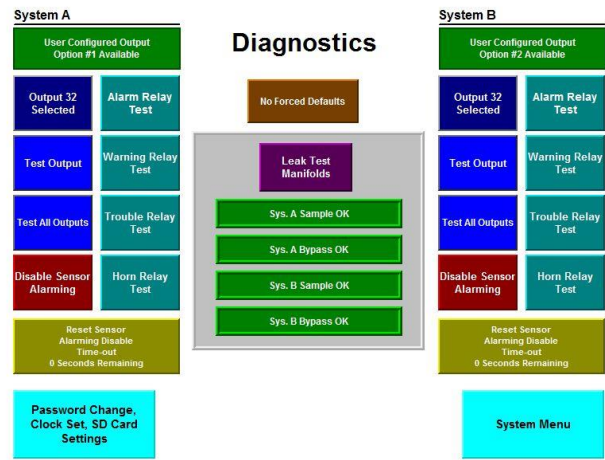 System A
User Configured Output
Option #1 Available
Output 32
Selected
Alarm Relay
Test
Test Output
Warning Relay
Test
Test All Outputs
Trouble Relay
Test
Disable Sensor
Alarming
Horn Relay
Test
Reset Sensor
Alarming Disable
Time-out
0 Seconds Remaining
Password Change,
Clock Set, SD Card
Settings
Diagnostics
No Forced Defaults
Leak Test
Manifolds
Sys. A Sample OK
Sys. A Bypass OK
Sys. B Sample OK
Sys. B Bypass OK
System B
User Configured Output
Option #2 Available
Output 32
Selected
Alarm Relay
Test
Test Output
Warning Relay
Test
Test All Outputs
Trouble Relay
Test
Disable Sensor
Alarming
Horn Relay
Test
Reset Sensor
Alarming Disable
Time-out
0 Seconds Remaining
System Menu